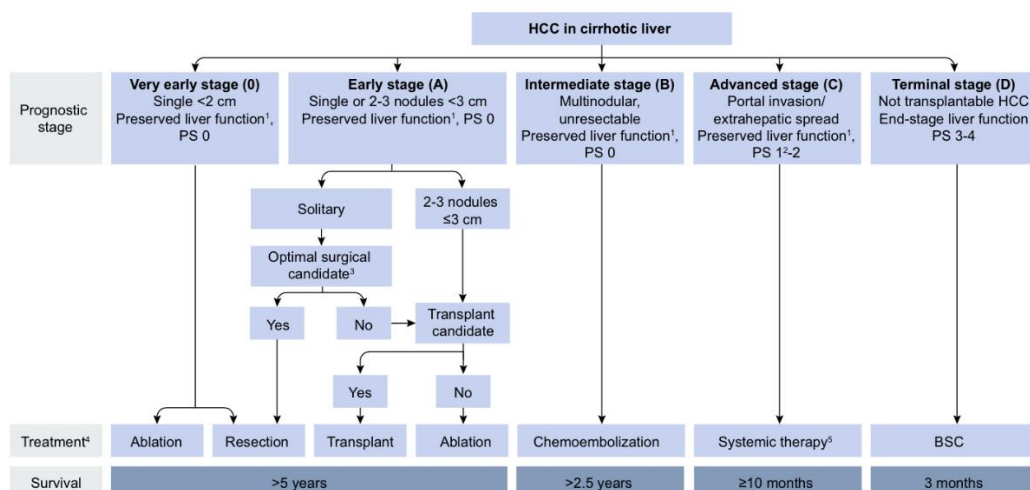 HCC in cirrhotic liver
Prognostic
stage
Very early stage (0)
Single <2 cm
Preserved liver function¹, PS 0
Early stage (A)
Single or 2-3 nodules <3 cm
Preserved liver function¹, PS 0
Intermediate stage (B)
Multinodular,
unresectable
Preserved liver function¹,
PS 0
Advanced stage (C)
Portal invasion/
extrahepatic spread
Preserved liver function¹,
PS 1²-2
Terminal stage (D)
Not transplantable HCC
End-stage liver function
PS 3-4
Solitary
2-3 nodules
≤3 cm
Optimal surgical
candidate³
Yes
No
Transplant
candidate
Yes
No
Treatment⁴
Ablation
Resection
Transplant
Ablation
Chemoembolization
Systemic therapy⁵
BSC
Survival
>5 years
>2.5 years
≥10 months
3 months